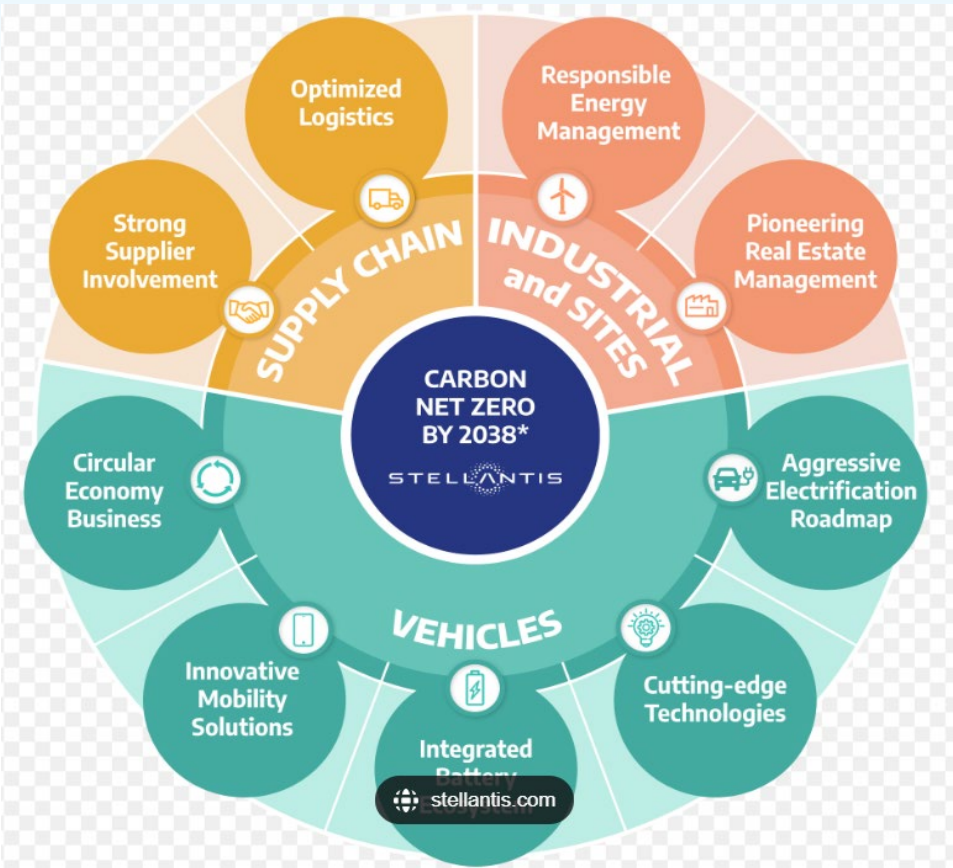 Optimized
Logistics
Responsible
Energy
Management
Strong
Supplier
Involvement
Pioneering
Real Estate
Management
SUPPLY CHAIN
INDUSTRIAL
and SITES
CARBON
NET ZERO
BY 2038*
STELLANTIS
Circular
Economy
Business
Aggressive
Electrification
Roadmap
VEHICLES
Innovative
Mobility
Solutions
Cutting-edge
Technologies
Integrated
Battery
Ecosystem
stellantis.com